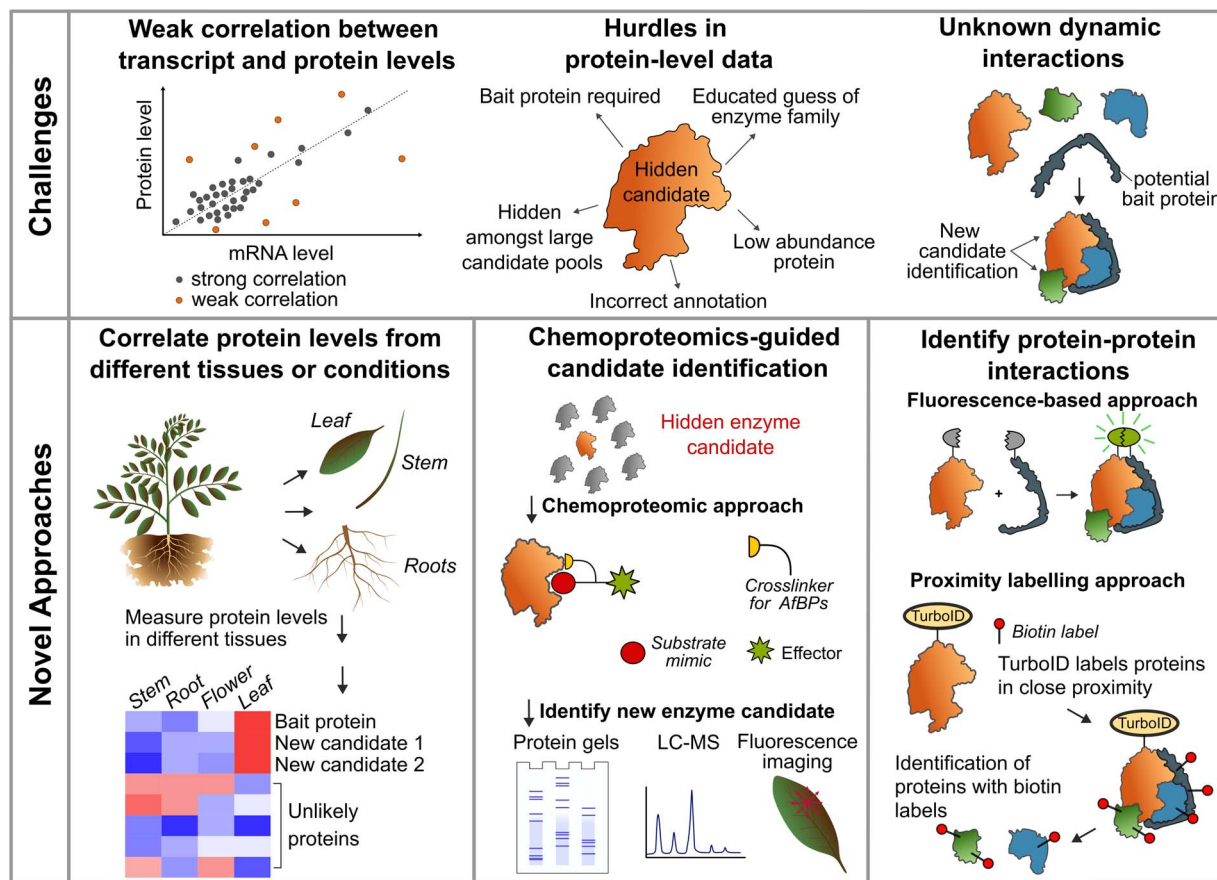 Challenges
Weak correlation between
transcript and protein levels
Protein level
mRNA level
strong correlation
weak correlation
Hurdles in
protein-level data
Bait protein required
Educated guess of
enzyme family
Hidden
candidate
Hidden
amongst large
candidate pools
Low abundance
protein
Incorrect annotation
Unknown dynamic
interactions
potential
bait protein
New
candidate
identification
Novel Approaches
Correlate protein levels from
different tissues or conditions
Leaf
Stem
Roots
Measure protein levels
in different tissues
Stem
Root
Flower
Leaf
Bait protein
New candidate 1
New candidate 2
Unlikely
proteins
Chemoproteomics-guided
candidate identification
Hidden enzyme
candidate
Chemoproteomic approach
Crosslinker
for AfBPs
Substrate
mimic
Effector
Identify new enzyme candidate
Protein gels
LC-MS
Fluorescence
imaging
Identify protein-protein
interactions
Fluorescence-based approach
+
Proximity labelling approach
TurboID
Biotin label
TurboID labels proteins
in close proximity
TurboID
Identification of
proteins with biotin
labels